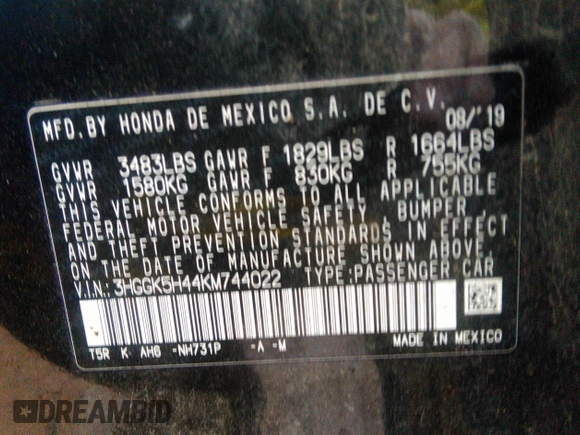 MFD.BY HONDA DE MEXICO S.A. DE C.V. 08/'19
GVWR 3483LBS GAWR F 1829LBS R 1664LBS
GVWR 1580KG GAWR F 830KG R 755KG
THIS VEHICLE CONFORMS TO ALL APPLICABLE
FEDERAL MOTOR VEHICLE SAFETY, BUMPER,
AND THEFT PREVENTION STANDARDS IN EFFECT
ON THE DATE OF MANUFACTURE SHOWN ABOVE.
V.I.N.:3HGGK5H44KM744022 TYPE:PASSENGER CAR
T5R K AH6 -NH731P -A -M MADE IN MEXICO
DREAMBID